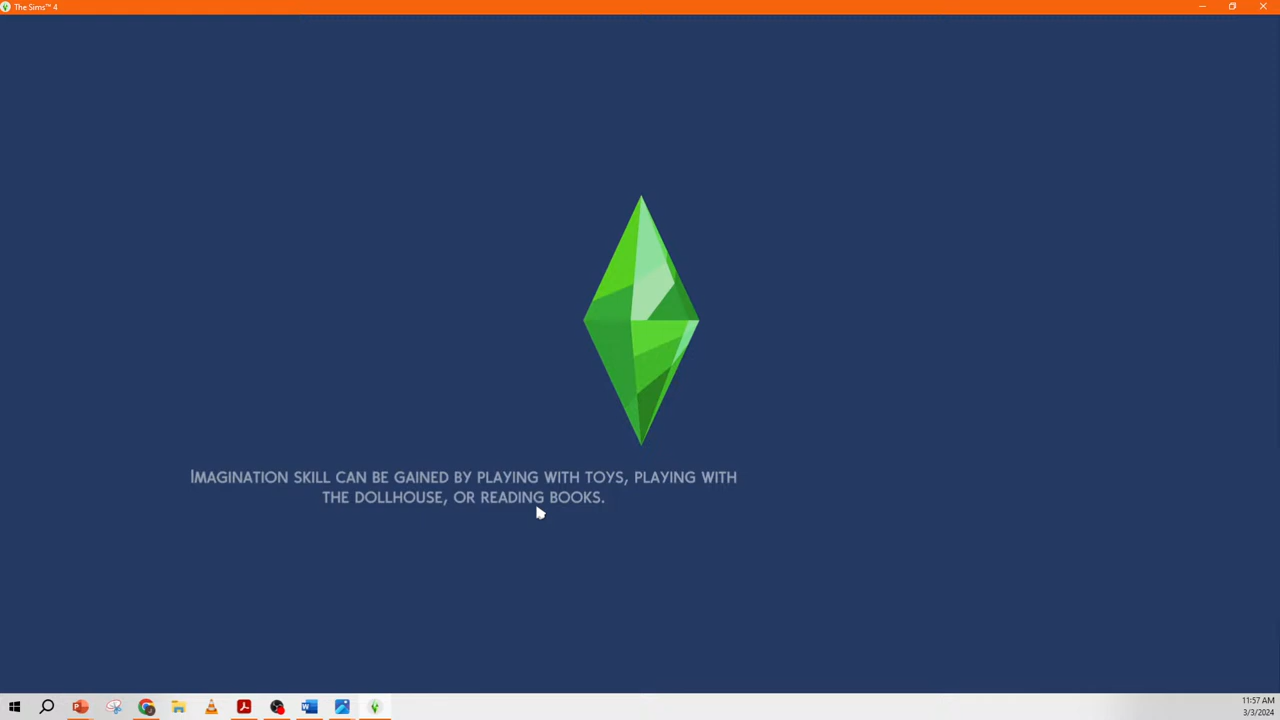 The Sims™ 4
IMAGINATION SKILL CAN BE GAINED BY PLAYING WITH TOYS, PLAYING WITH
THE DOLLHOUSE, OR READING BOOKS.
11:57 AM
3/3/2024